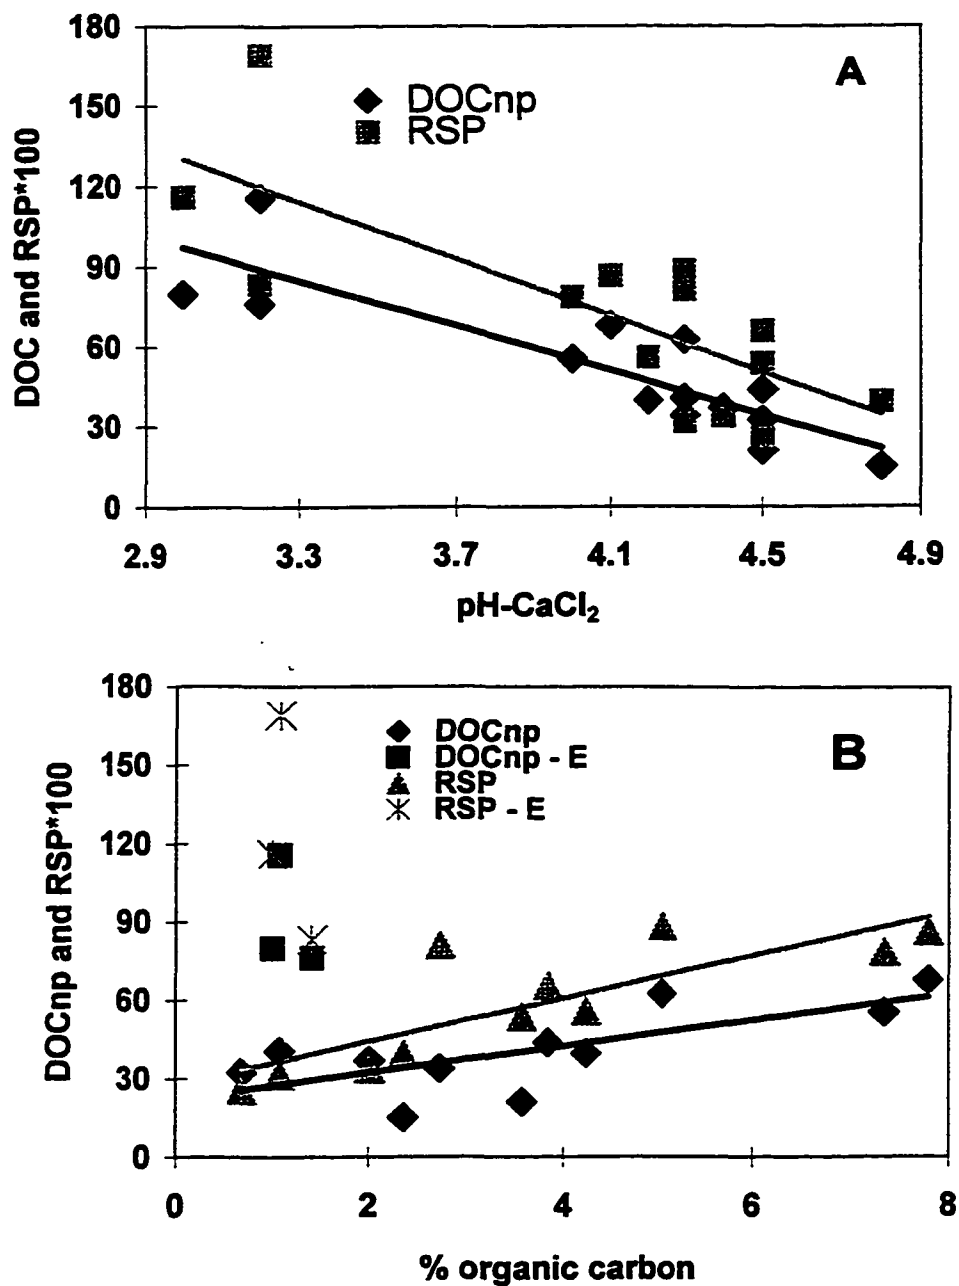 180
150
120
90
60
30
0
DOC and RSP*100
A
DOCnp
RSP
2.9 3.3 3.7 4.1 4.5 4.9
pH-CaCl₂
180
150
120
90
60
30
0
DOCnp and RSP*100
B
DOCnp
DOCnp - E
RSP
RSP - E
0 2 4 6 8
% organic carbon